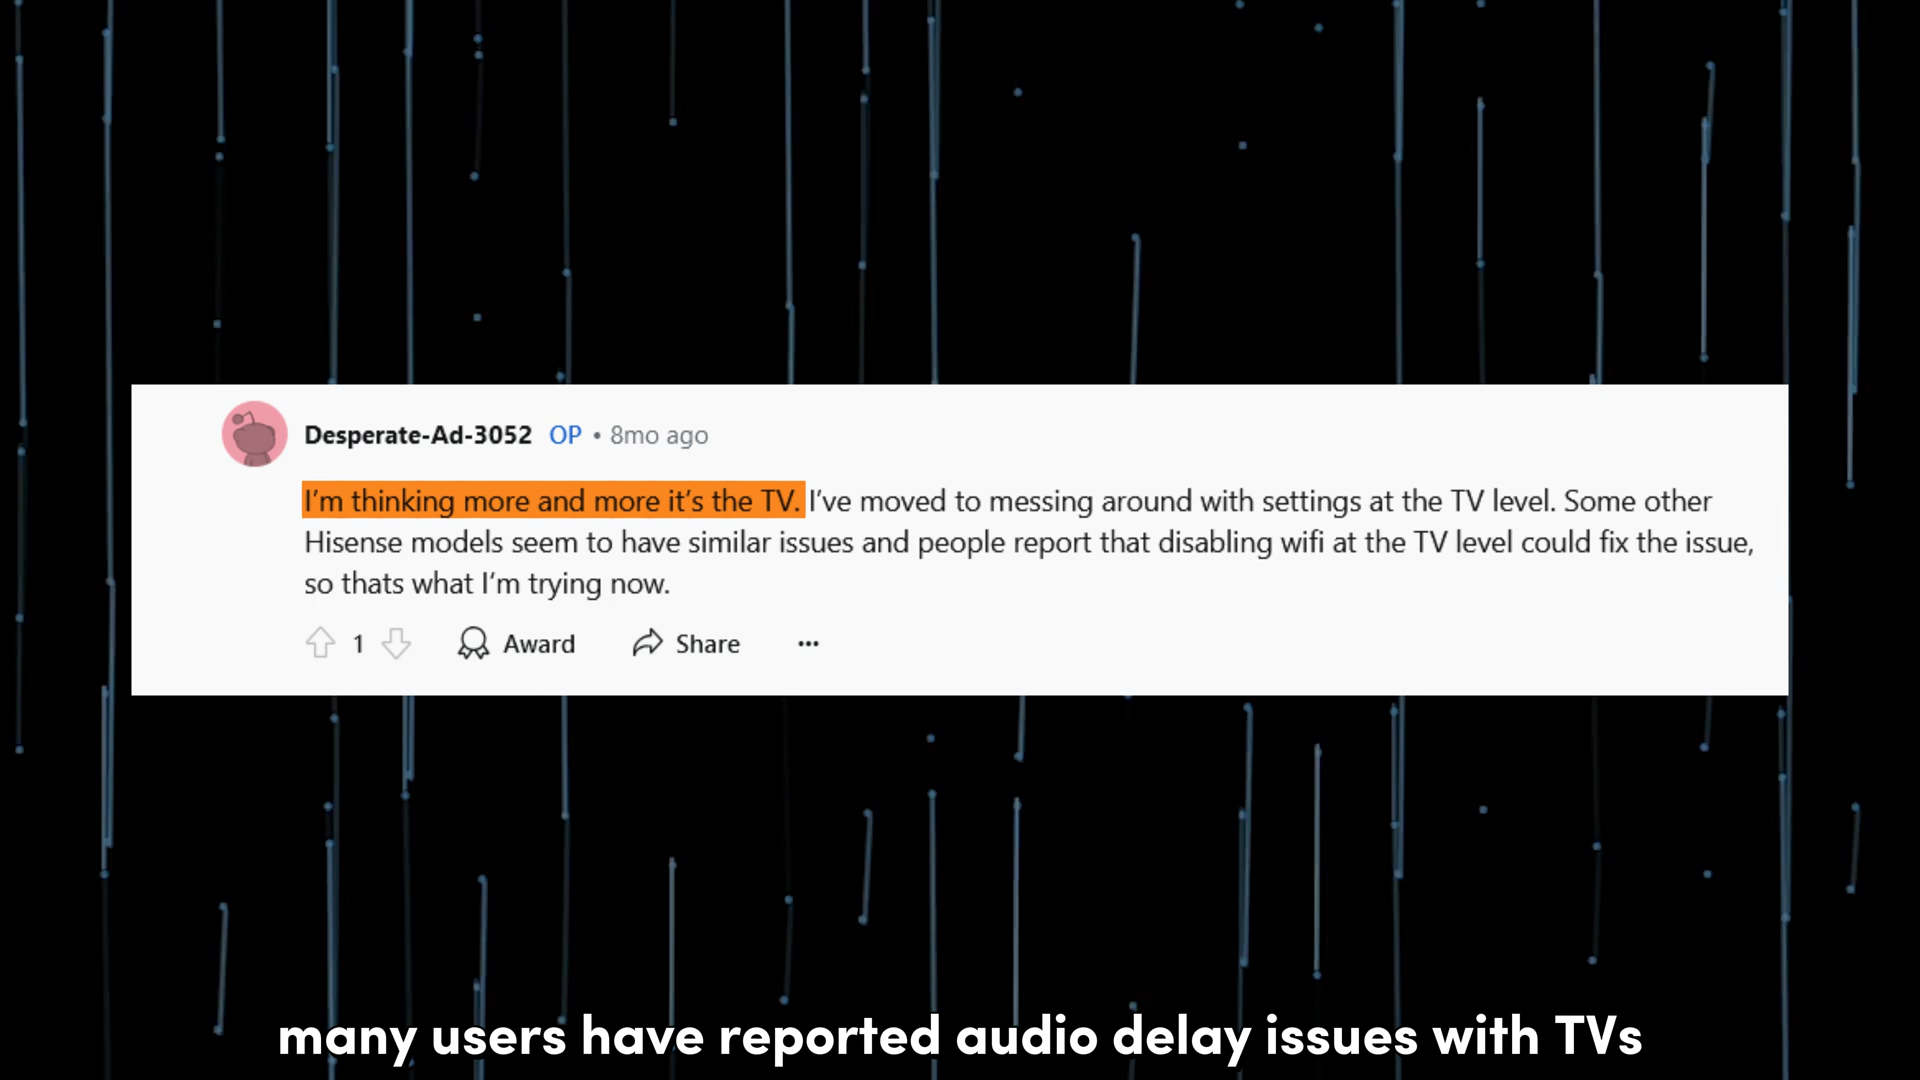 Desperate-Ad-3052 OP • 8mo ago
I’m thinking more and more it’s the TV. I’ve moved to messing around with settings at the TV level. Some other
Hisense models seem to have similar issues and people report that disabling wifi at the TV level could fix the issue,
so thats what I’m trying now.
1 Award Share ···
many users have reported audio delay issues with TVs